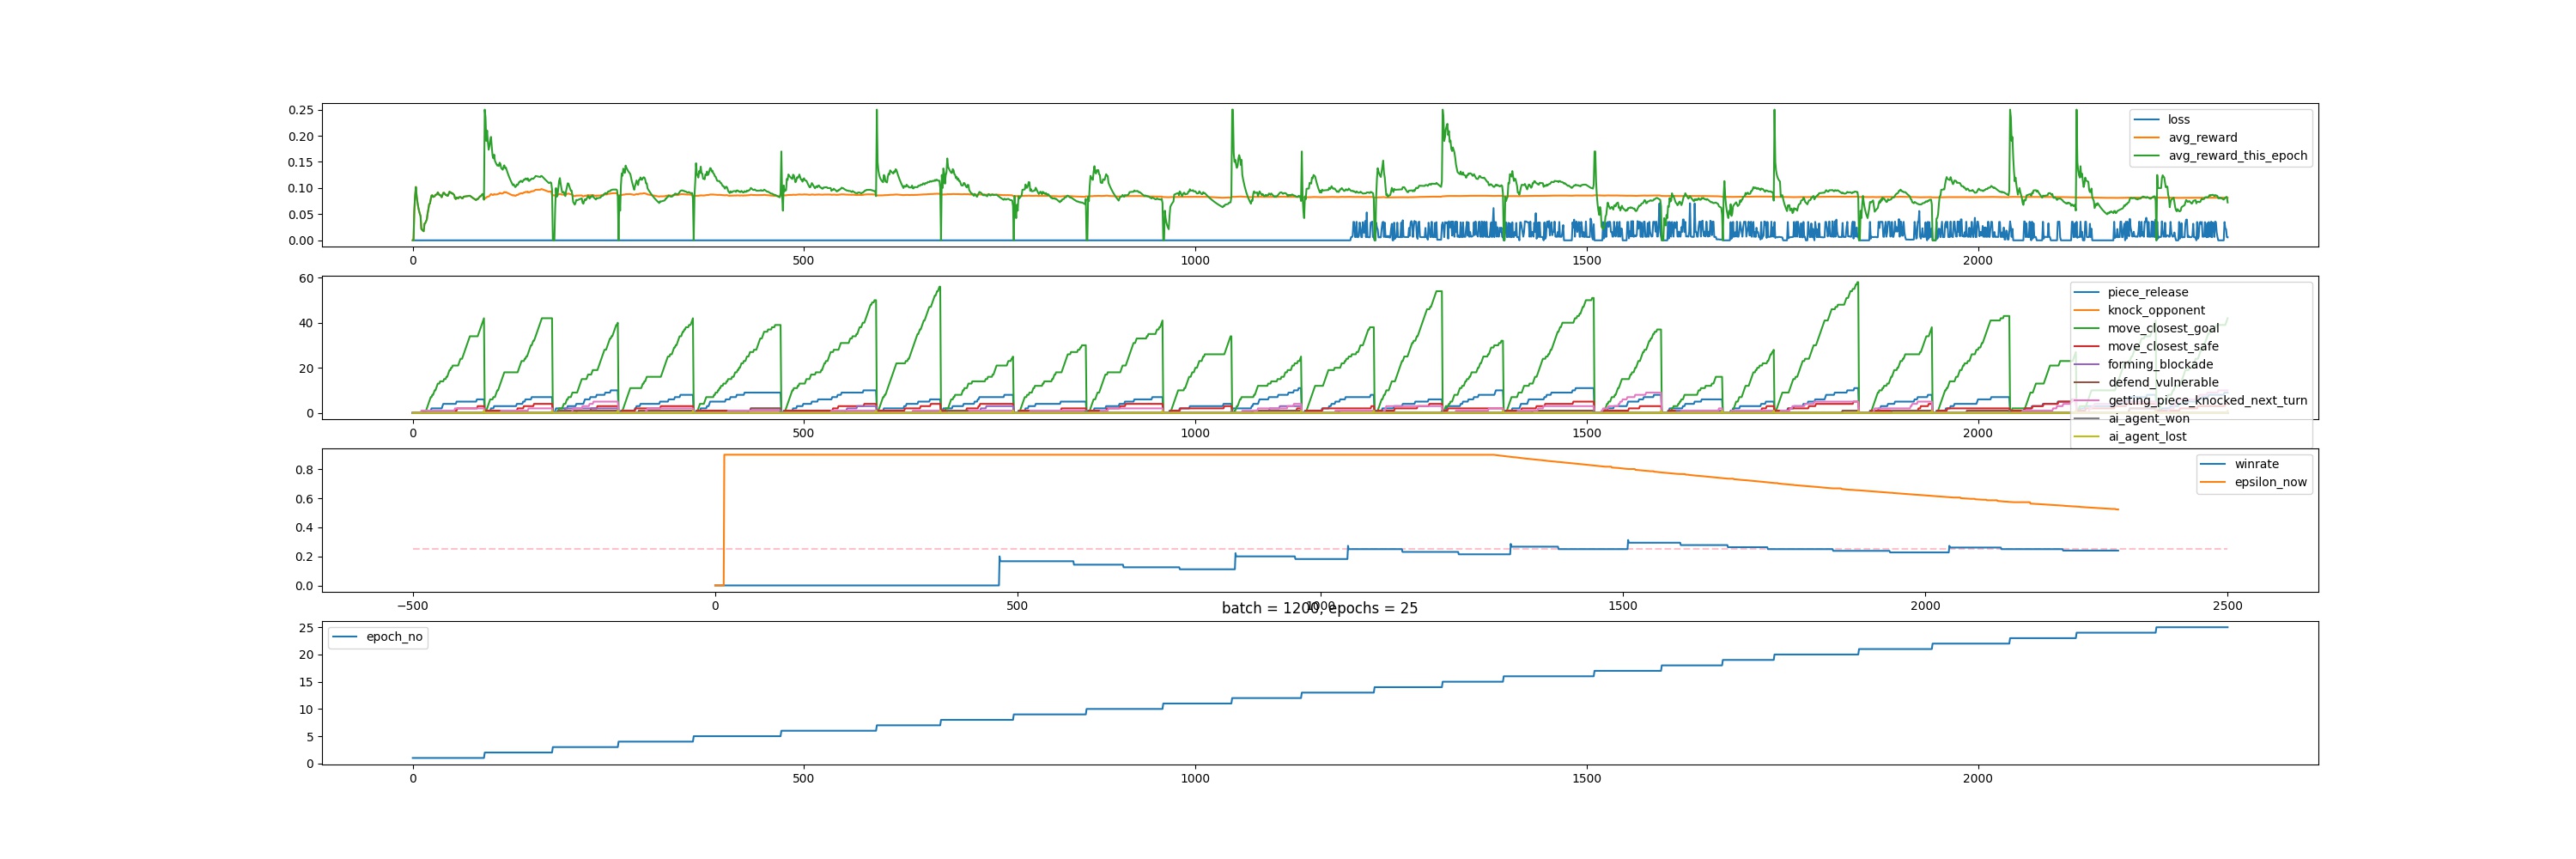 0.25
0.20
0.15
0.10
0.05
0.00
loss
avg_reward
avg_reward_this_epoch
0 500 1000 1500 2000
60
40
20
0
piece_release
knock_opponent
move_closest_goal
move_closest_safe
forming_blockade
defend_vulnerable
getting_piece_knocked_next_turn
ai_agent_won
ai_agent_lost
0 500 1000 1500 2000
0.8
0.6
0.4
0.2
0.0
winrate
epsilon_now
−500 0 500 1000 1500 2000 2500
batch = 1200, epochs = 25
25
20
15
10
5
0
epoch_no
0 500 1000 1500 2000